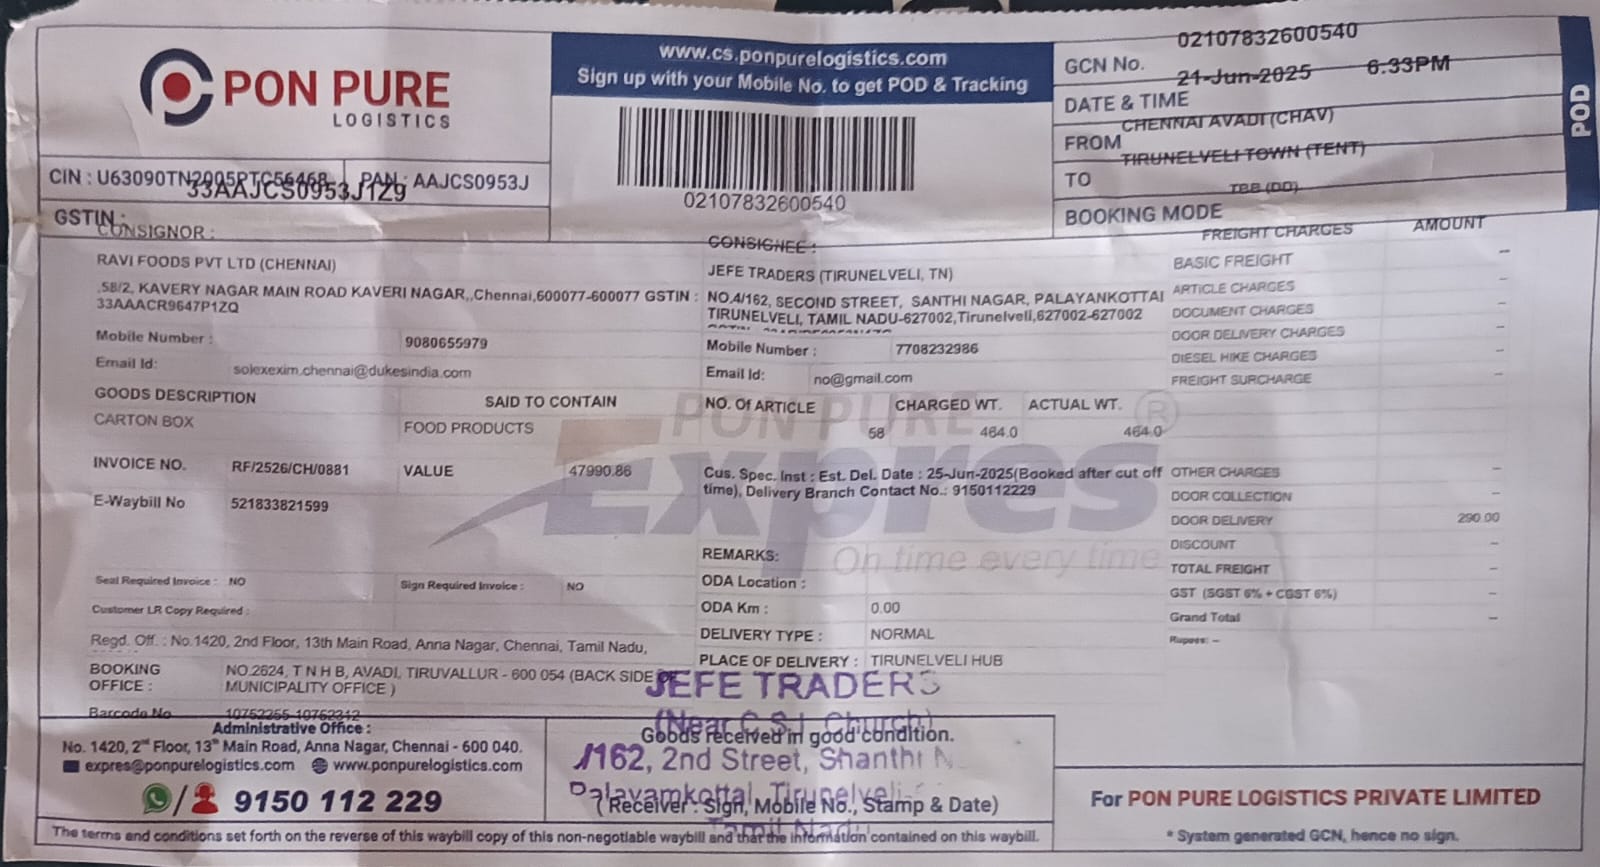 PON PURE
LOGISTICS
www.cs.ponpurelogistics.com
Sign up with your Mobile No. to get POD & Tracking
02107832600540
GCN No. 02107832600540
DATE & TIME 21-Jun-2025 6.33PM
FROM CHENNAI AVADI (CHAV)
TO TIRUNELVELI TOWN (TENT)
BOOKING MODE TBB (DD)
POD
CIN : U63090TN2005PTC56468 PAN : AAJCS0953J
GSTIN : 33AAJCS0953J1Z9
CONSIGNOR :
RAVI FOODS PVT LTD (CHENNAI)
.58/2, KAVERY NAGAR MAIN ROAD KAVERI NAGAR,,Chennai,600077-600077 GSTIN :
33AAACR9647P1ZQ
Mobile Number : 9080655979
Email Id: solexexim.chennai@dukesindia.com
GOODS DESCRIPTION SAID TO CONTAIN
CARTON BOX FOOD PRODUCTS
INVOICE NO. RF/2526/CH/0881 VALUE 47990.86
E-Waybill No 521833821599
Seal Required Invoice : NO Sign Required Invoice : NO
Customer LR Copy Required :
Regd. Off. : No.1420, 2nd Floor, 13th Main Road, Anna Nagar, Chennai, Tamil Nadu,
BOOKING OFFICE : NO.2624, T N H B, AVADI, TIRUVALLUR - 600 054 (BACK SIDE OF
MUNICIPALITY OFFICE )
Barcode No 10752255-10762312
CONSIGNEE :
JEFE TRADERS (TIRUNELVELI, TN)
NO.4/162, SECOND STREET, SANTHI NAGAR, PALAYANKOTTAI
TIRUNELVELI, TAMIL NADU-627002,Tirunelveli,627002-627002
Mobile Number : 7708232986
Email Id: no@gmail.com
NO. Of ARTICLE CHARGED WT. ACTUAL WT.
58 464.0 464.0
PON PURE
Expres ®
On time every time
Cus. Spec. Inst : Est. Del. Date : 25-Jun-2025(Booked after cut off
time), Delivery Branch Contact No.: 9150112229
REMARKS:
ODA Location :
ODA Km : 0.00
DELIVERY TYPE : NORMAL
PLACE OF DELIVERY : TIRUNELVELI HUB
FREIGHT CHARGES AMOUNT
BASIC FREIGHT --
ARTICLE CHARGES --
DOCUMENT CHARGES --
DOOR DELIVERY CHARGES --
DIESEL HIKE CHARGES --
FREIGHT SURCHARGE --
OTHER CHARGES --
DOOR COLLECTION --
DOOR DELIVERY 290.00
DISCOUNT --
TOTAL FREIGHT --
GST (SGST 6% + CGST 6%) --
Grand Total --
Rupees: --
Administrative Office :
No. 1420, 2nd Floor, 13th Main Road, Anna Nagar, Chennai - 600 040.
expres@ponpurelogistics.com www.ponpurelogistics.com
/ 9150 112 229
JEFE TRADERS
(Near C.S.I. Church)
Goods received in good condition.
/162, 2nd Street, Shanthi N
Palayamkottai, Tirunelveli-
( Receiver : Sign, Mobile No., Stamp & Date)
Tamil Nadu
For PON PURE LOGISTICS PRIVATE LIMITED
* System generated GCN, hence no sign.
The terms and conditions set forth on the reverse of this waybill copy of this non-negotiable waybill and that the information contained on this waybill.